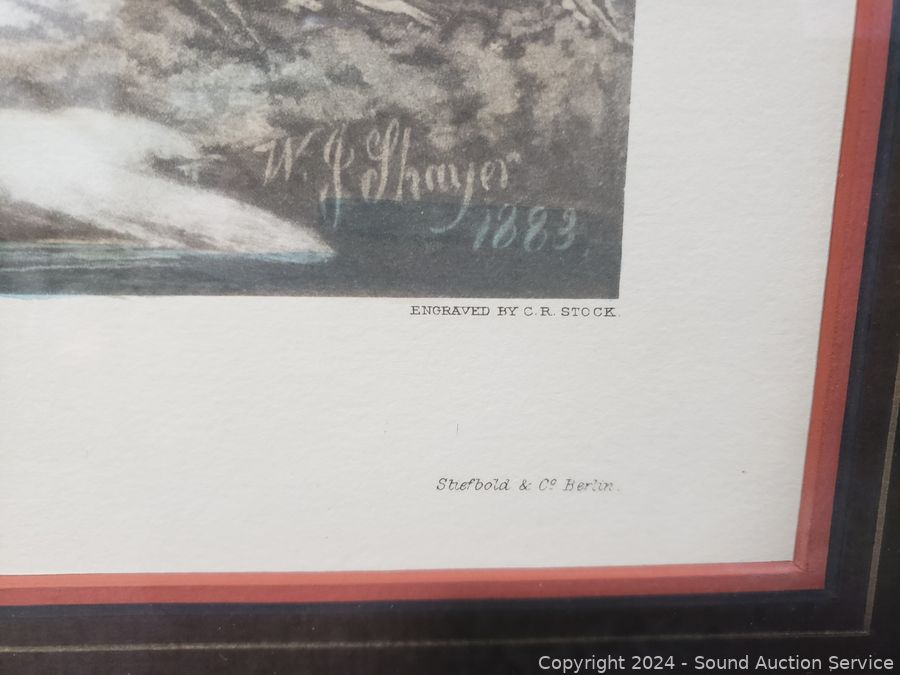 W. J Shayer
1883
ENGRAVED BY C. R. STOCK.
Stiefbold & Cº Berlin.
Copyright 2024 - Sound Auction Service